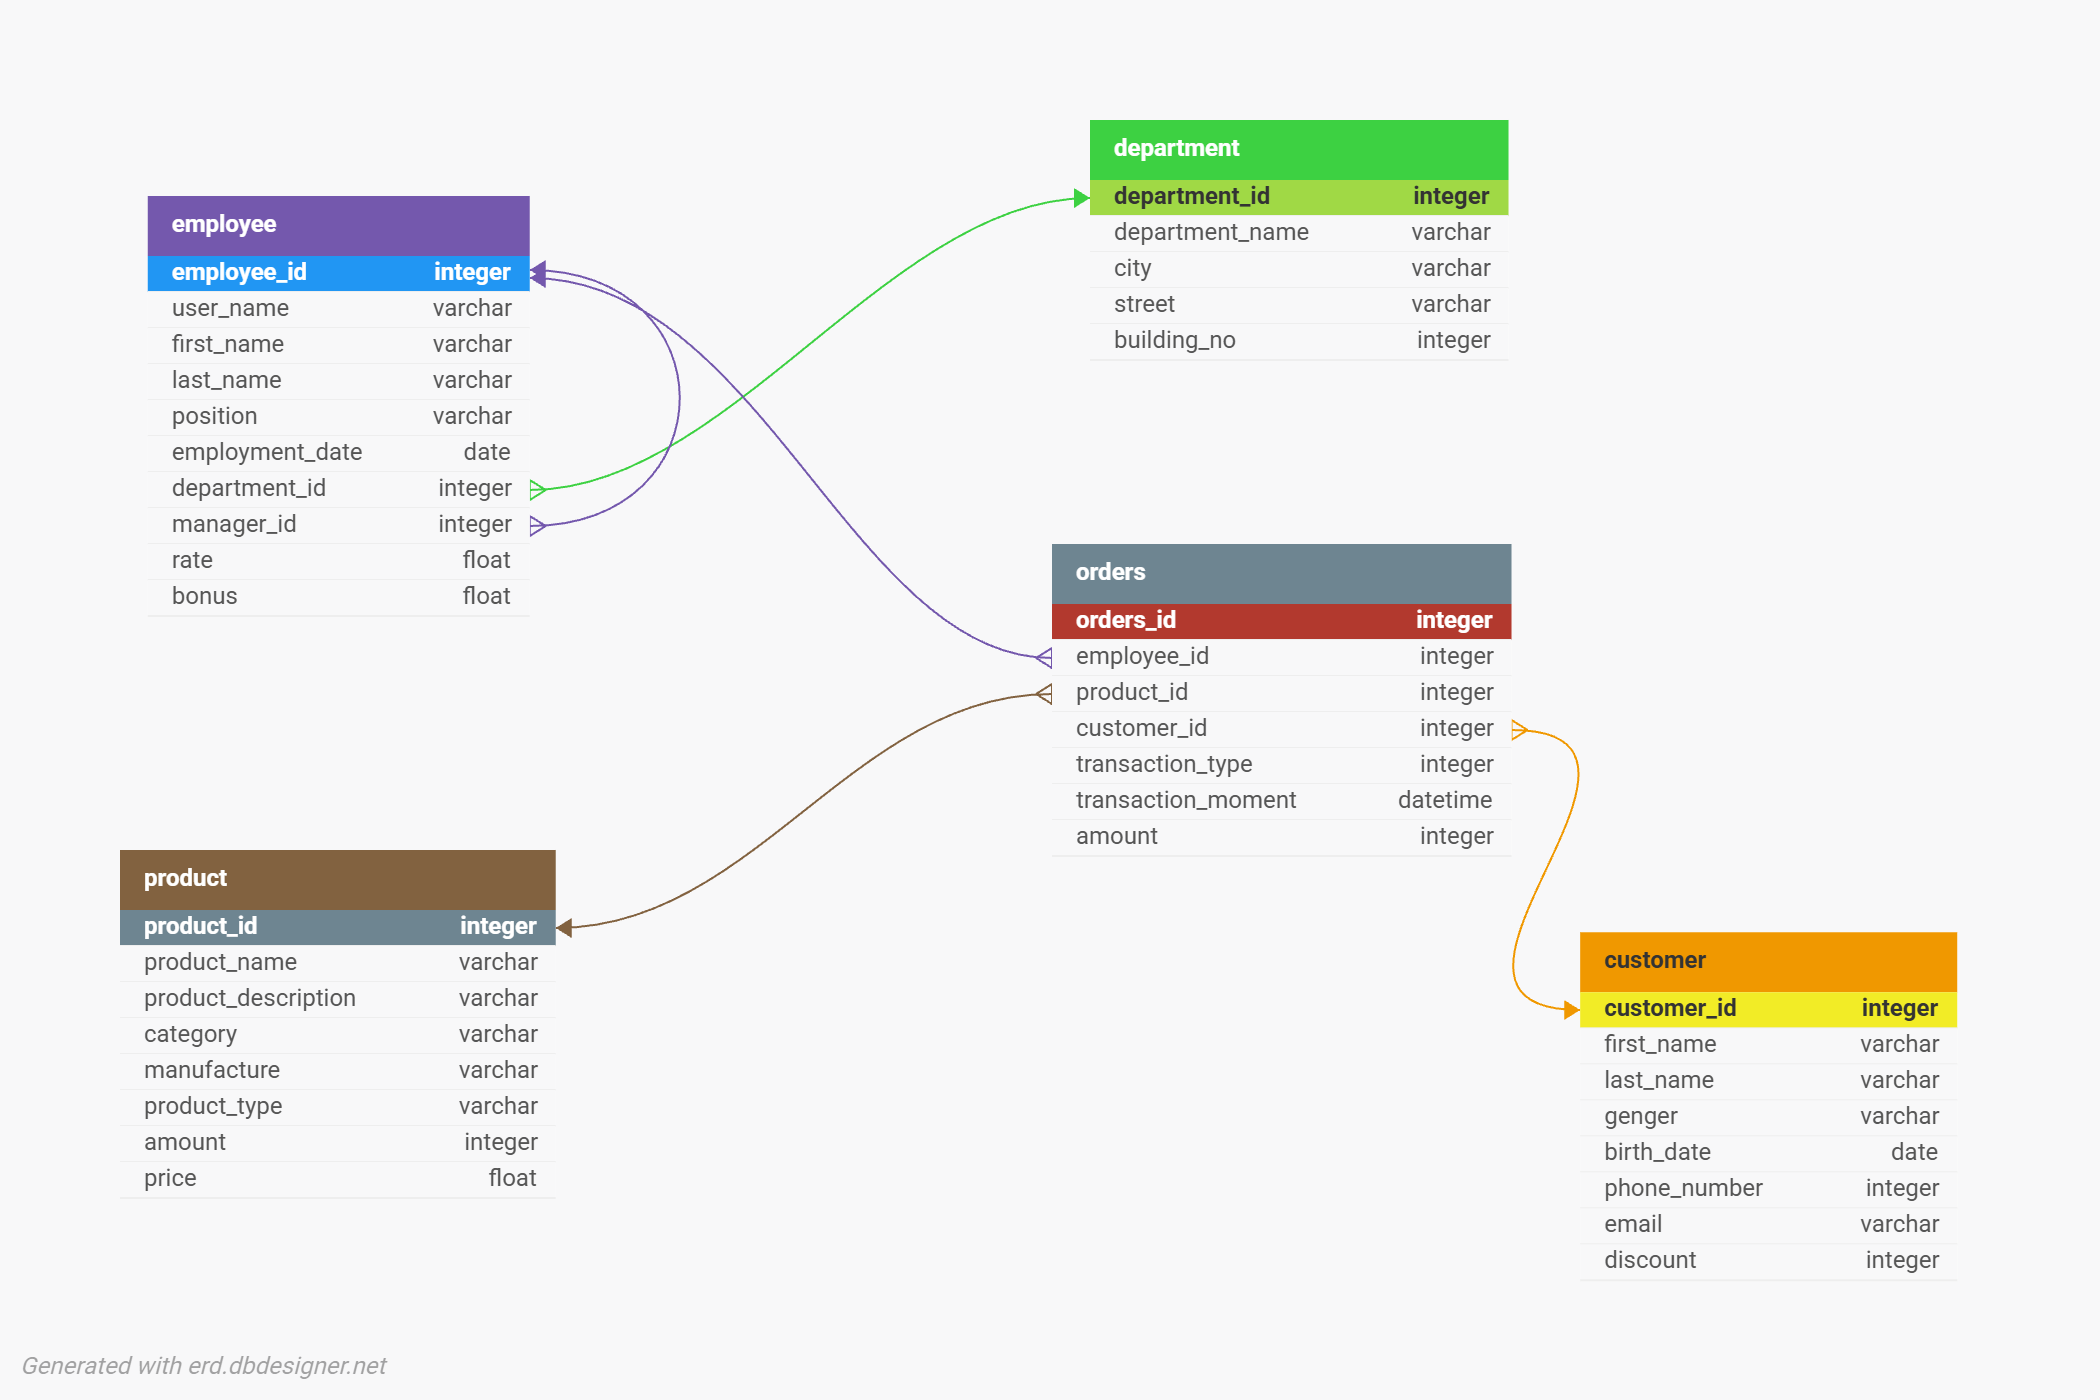 employee
employee_id integer
user_name varchar
first_name varchar
last_name varchar
position varchar
employment_date date
department_id integer
manager_id integer
rate float
bonus float
department
department_id integer
department_name varchar
city varchar
street varchar
building_no integer
orders
orders_id integer
employee_id integer
product_id integer
customer_id integer
transaction_type integer
transaction_moment datetime
amount integer
product
product_id integer
product_name varchar
product_description varchar
category varchar
manufacture varchar
product_type varchar
amount integer
price float
customer
customer_id integer
first_name varchar
last_name varchar
genger varchar
birth_date date
phone_number integer
email varchar
discount integer
Generated with erd.dbdesigner.net